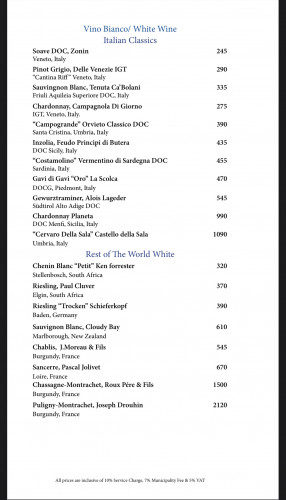 Vino Bianco/ White Wine
Italian Classics
Soave DOC, Zonin 245
Veneto, Italy
Pinot Grigio, Delle Venezie IGT 290
"Cantina Riff" Veneto, Italy
Sauvingnon Blanc, Tenuta Ca'Bolani 335
Friuli Aquileia Superiore DOC, Italy
Chardonnay, Campagnola Di Giorno 275
IGT, Veneto, Italy.
"Campogrande" Orvieto Classico DOC 390
Santa Cristina, Umbria, Italy
Inzolia, Feudo Principi di Butera 435
DOC Sicily, Italy
"Costamolino" Vermentino di Sardegna DOC 455
Sardinia, Italy
Gavi di Gavi "Oro" La Scolca 470
DOCG, Piedmont, Italy
Gewurztraminer, Alois Lageder 545
Südtirol Alto Adige DOC
Chardonnay Planeta 990
DOC Menfi, Sicilia, Italy
"Cervaro Della Sala" Castello della Sala 1090
Umbria, Italy
Rest of The World White
Chenin Blanc "Petit" Ken forrester 320
Stellenbosch, South Africa
Riesling, Paul Cluver 370
Elgin, South Africa
Riesling "Trocken" Schieferkopf 390
Baden, Germany
Sauvignon Blanc, Cloudy Bay 610
Marlborough, New Zealand
Chablis, J.Moreau & Fils 545
Burgundy, France
Sancerre, Pascal Jolivet 670
Loire, France
Chassagne-Montrachet, Roux Pére & Fils 1500
Burgundy, France
Puligny-Montrachet, Joseph Drouhin 2120
Burgundy, France
All prices are inclusive of 10% Service Charge, 7% Municipality Fee & 5% VAT